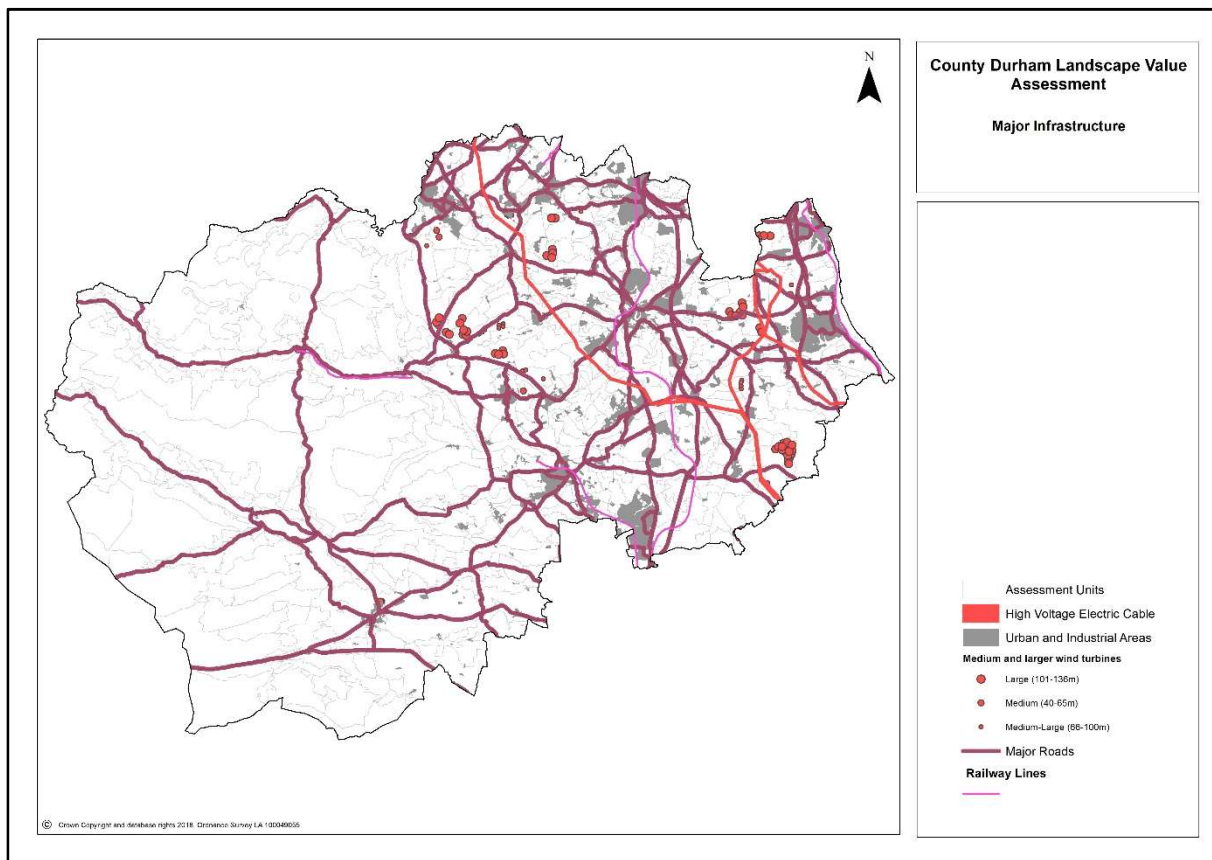 N
County Durham Landscape Value
Assessment
Major Infrastructure
Assessment Units
High Voltage Electric Cable
Urban and Industrial Areas
Medium and larger wind turbines
Large (101-136m)
Medium (40-65m)
Medium-Large (66-100m)
Major Roads
Railway Lines
© Crown Copyright and database rights 2018. Ordnance Survey LA 100049055